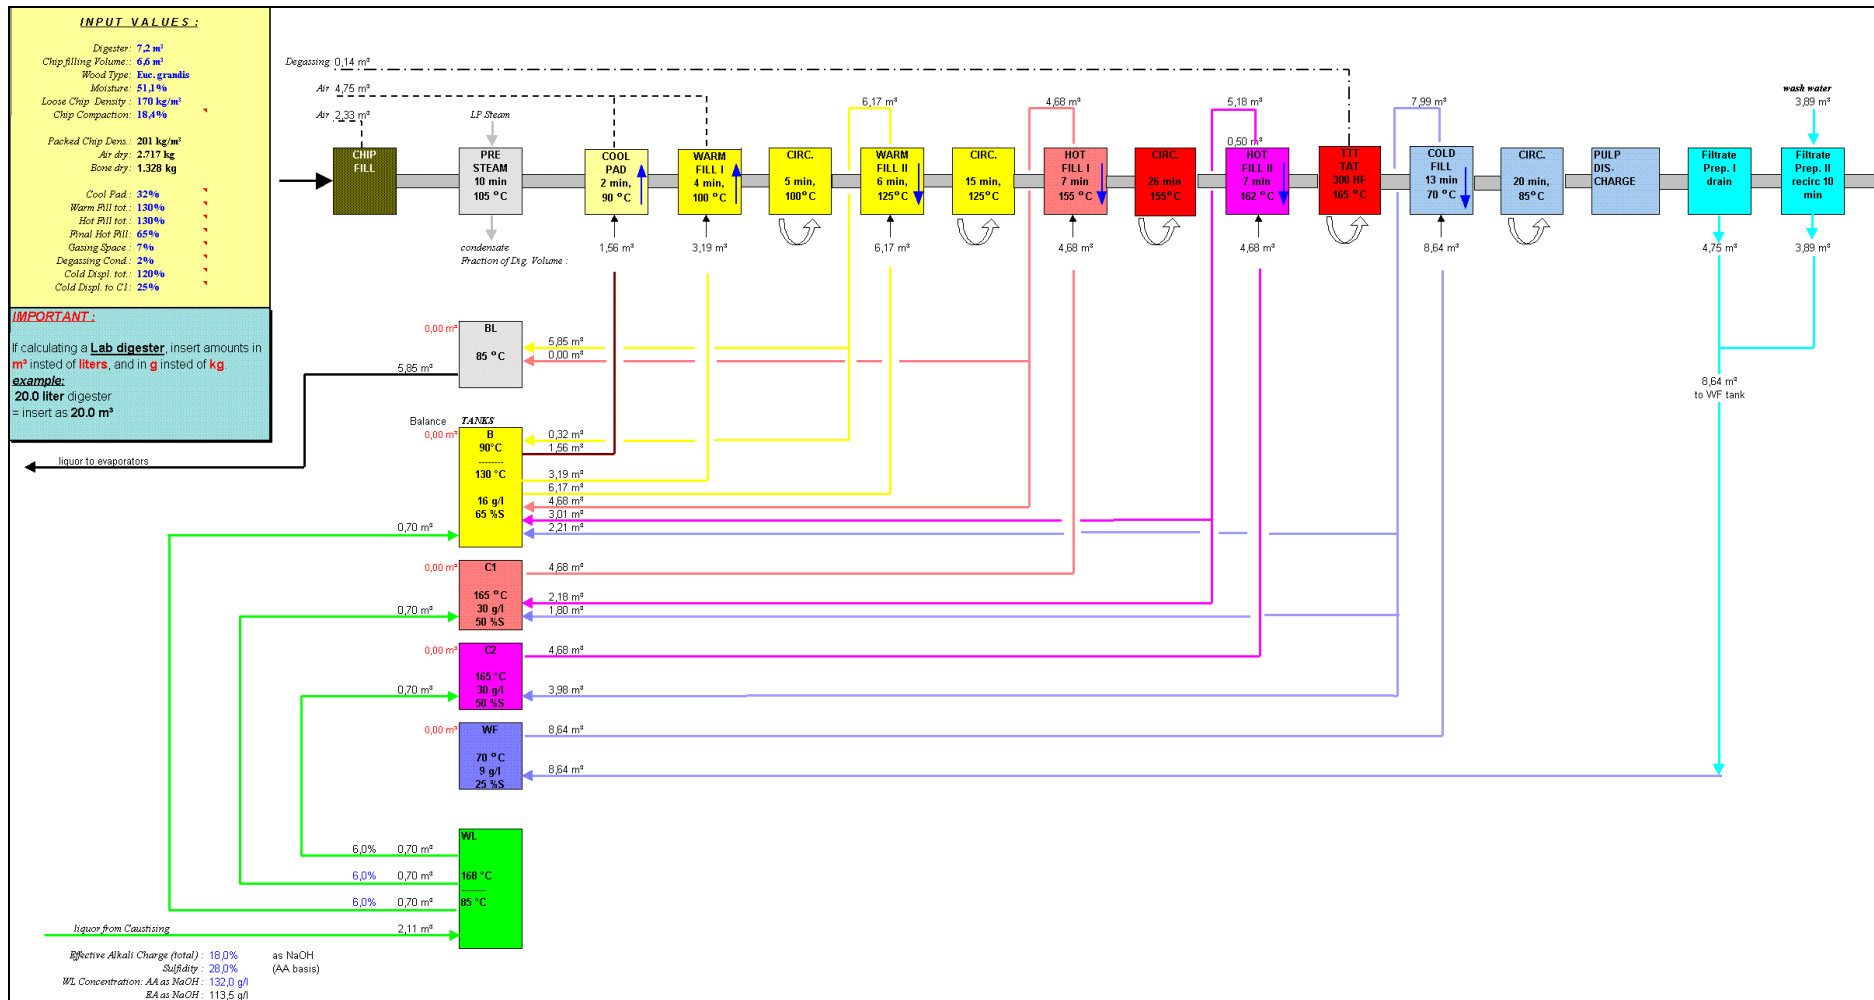 INPUT VALUES :
Digester: 7,2 m³
Chip filling Volume:: 6,6 m³
Wood Type: Euc. grandis
Moisture: 51,1%
Loose Chip Density : 170 kg/m³
Chip Compaction: 18,4%
Packed Chip Dens.: 201 kg/m³
Air dry: 2.717 kg
Bone dry: 1.328 kg
Cool Pad: 32%
Warm Fill tot.: 130%
Hot Fill tot.: 130%
Final Hot Fill: 65%
Gasing Space : 7%
Degassing Cond.: 2%
Cold Displ. tot.: 120%
Cold Displ. to C1: 25%
IMPORTANT :
If calculating a Lab digester, insert amounts in
m³ insted of liters, and in g insted of kg.
example:
20.0 liter digester
= insert as 20.0 m³
Degassing 0,14 m³
Air 4,75 m³
Air 2,33 m³
LP Steam
6,17 m³
4,68 m³
5,18 m³
7,99 m³
wash water
3,89 m³
CHIP
FILL
PRE
STEAM
10 min
105 °C
COOL
PAD
2 min,
90 °C
WARM
FILL I
4 min,
100 °C
CIRC.
5 min,
100°C
WARM
FILL II
6 min,
125°C
CIRC.
15 min,
125°C
HOT
FILL I
7 min
155 °C
CIRC.
26 min
155°C
0,50 m³
HOT
FILL II
7 min
162 °C
TTT
TAT
300 HF
165 °C
COLD
FILL
13 min
70 °C
CIRC.
20 min,
85°C
PULP
DIS-
CHARGE
Filtrate
Prep. I
drain
Filtrate
Prep. II
recirc 10
min
condensate
Fraction of Dig. Volume :
1,56 m³
3,19 m³
6,17 m³
4,68 m³
4,68 m³
8,64 m³
4,75 m³
3,89 m³
0,00 m³
BL
85 °C
5,85 m³
0,00 m³
5,85 m³
8,64 m³
to WF tank
liquor to evaporators
Balance
TANKS
0,00 m³
B
90°C
--------
130 °C
16 g/l
65 %S
0,32 m³
1,56 m³
3,19 m³
6,17 m³
4,68 m³
3,01 m³
2,21 m³
0,70 m³
0,00 m³
C1
165 °C
30 g/l
50 %S
4,68 m³
2,18 m³
1,80 m³
0,70 m³
0,00 m³
C2
165 °C
30 g/l
50 %S
4,68 m³
3,98 m³
0,70 m³
0,00 m³
WF
70 °C
9 g/l
25 %S
8,64 m³
8,64 m³
WL
168 °C
--------
85 °C
6,0% 0,70 m³
6,0% 0,70 m³
6,0% 0,70 m³
liquor from Caustising
2,11 m³
Effective Alkali Charge (total) : 18,0% as NaOH
Sulfidity : 28,0% (AA basis)
WL Concentration: AA as NaOH : 132,0 g/l
EA as NaOH : 113,5 g/l